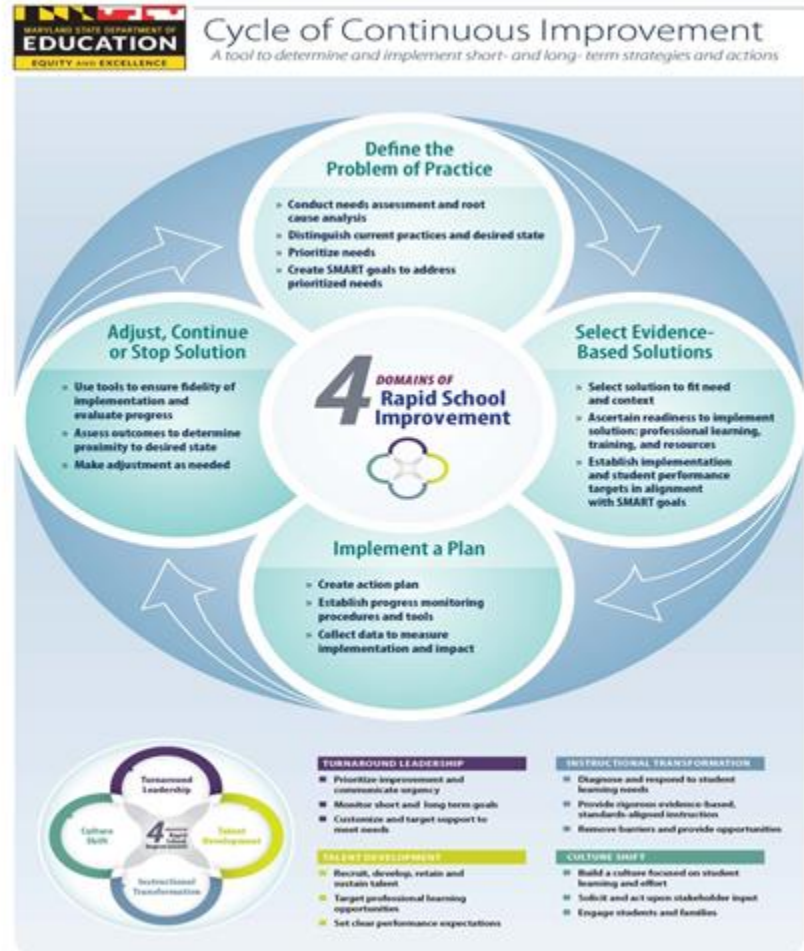 MARYLAND STATE DEPARTMENT OF
EDUCATION
EQUITY AND EXCELLENCE
Cycle of Continuous Improvement
A tool to determine and implement short- and long- term strategies and actions
Define the
Problem of Practice
» Conduct needs assessment and root
cause analysis
» Distinguish current practices and desired state
» Prioritize needs
» Create SMART goals to address
prioritized needs
Select Evidence-
Based Solutions
» Select solution to fit need
and context
» Ascertain readiness to implement
solution: professional learning,
training, and resources
» Establish implementation
and student performance
targets in alignment
with SMART goals
Implement a Plan
» Create action plan
» Establish progress monitoring
procedures and tools
» Collect data to measure
implementation and impact
Adjust, Continue
or Stop Solution
» Use tools to ensure fidelity of
implementation and
evaluate progress
» Assess outcomes to determine
proximity to desired state
» Make adjustment as needed
4 DOMAINS OF
Rapid School
Improvement
Turnaround
Leadership
Culture
Shift
4
Rapid
School
Improvement
Talent
Development
Instructional
Transformation
TURNAROUND LEADERSHIP
Prioritize improvement and
communicate urgency
Monitor short and long term goals
Customize and target support to
meet needs
TALENT DEVELOPMENT
Recruit, develop, retain and
sustain talent
Target professional learning
opportunities
Set clear performance expectations
INSTRUCTIONAL TRANSFORMATION
Diagnose and respond to student
learning needs
Provide rigorous evidence-based,
standards-aligned instruction
Remove barriers and provide opportunities
CULTURE SHIFT
Build a culture focused on student
learning and effort
Solicit and act upon stakeholder input
Engage students and families